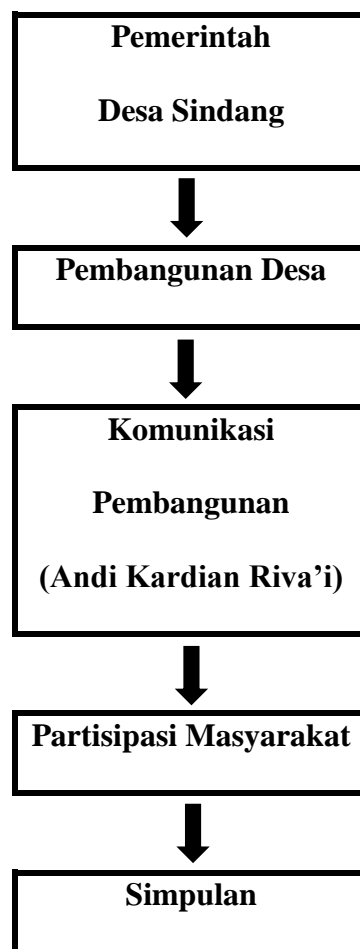 Pemerintah
Desa Sindang
Pembangunan Desa
Komunikasi
Pembangunan
(Andi Kardian Riva’i)
Partisipasi Masyarakat
Simpulan